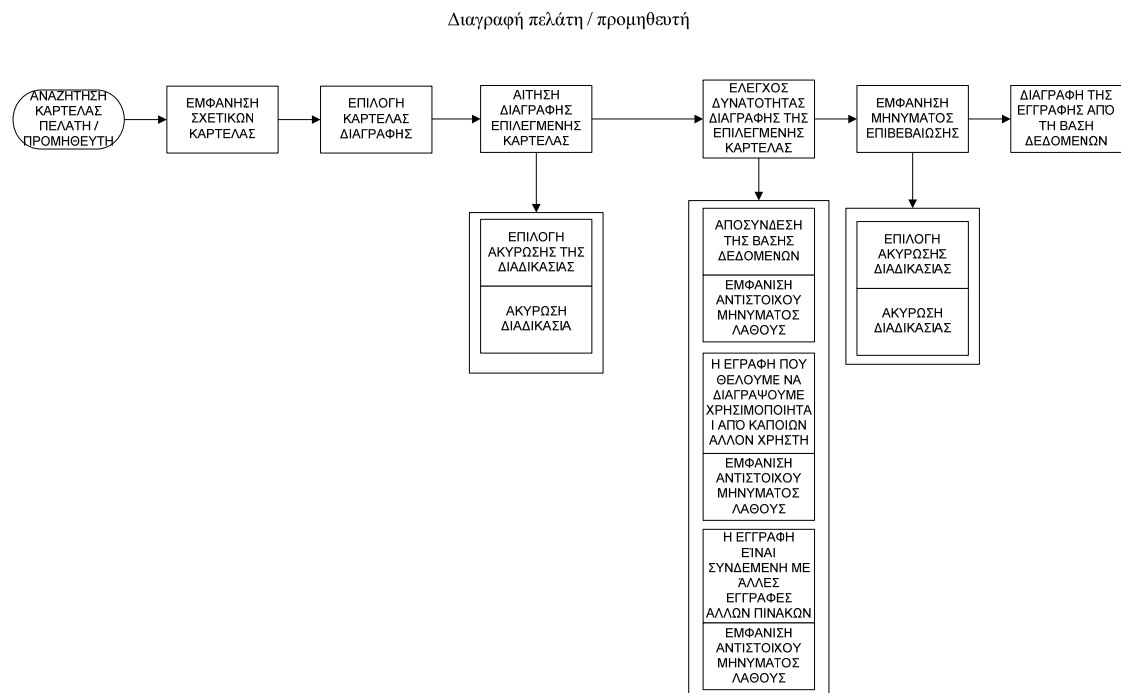 Διαγραφή πελάτη / προμηθευτή
ΑΝΑΖΗΤΗΣΗ
ΚΑΡΤΕΛΑΣ
ΠΕΛΑΤΗ /
ΠΡΟΜΗΘΕΥΤΗ
ΕΜΦΑΝΗΣΗ
ΣΧΕΤΙΚΩΝ
ΚΑΡΤΕΛΑΣ
ΕΠΙΛΟΓΗ
ΚΑΡΤΕΛΑΣ
ΔΙΑΓΡΑΦΗΣ
ΑΙΤΗΣΗ
ΔΙΑΓΡΑΦΗΣ
ΕΠΙΛΕΓΜΕΝΗΣ
ΚΑΡΤΕΛΑΣ
ΕΛΕΓΧΟΣ
ΔΥΝΑΤΟΤΗΤΑΣ
ΔΙΑΓΡΑΦΗΣ ΤΗΣ
ΕΠΙΛΕΓΜΕΝΗΣ
ΚΑΡΤΕΛΑΣ
ΕΜΦΑΝΗΣΗ
ΜΗΝΥΜΑΤΟΣ
ΕΠΙΒΕΒΑΙΩΣΗΣ
ΔΙΑΓΡΑΦΗ ΤΗΣ
ΕΓΓΡΑΦΗΣ ΑΠΌ
ΤΗ ΒΑΣΗ
ΔΕΔΟΜΕΝΩΝ
ΕΠΙΛΟΓΗ
ΑΚΥΡΩΣΗΣ ΤΗΣ
ΔΙΑΔΙΚΑΣΙΑΣ
ΑΚΥΡΩΣΗ
ΔΙΑΔΙΚΑΣΙΑ
ΑΠΟΣΥΝΔΕΣΗ
ΤΗΣ ΒΑΣΗΣ
ΔΕΔΟΜΕΝΩΝ
ΕΜΦΑΝΙΣΗ
ΑΝΤΙΣΤΟΙΧΟΥ
ΜΗΝΥΜΑΤΟΣ
ΛΑΘΟΥΣ
Η ΕΓΡΑΦΗ ΠΟΥ
ΘΕΛΟΥΜΕ ΝΑ
ΔΙΑΓΡΑΨΟΥΜΕ
ΧΡΗΣΙΜΟΠΟΙΗΤΑ
Ι ΑΠΌ ΚΑΠΟΙΩΝ
ΑΛΛΟΝ ΧΡΗΣΤΗ
ΕΜΦΑΝΙΣΗ
ΑΝΤΙΣΤΟΙΧΟΥ
ΜΗΝΥΜΑΤΟΣ
ΛΑΘΟΥΣ
Η ΕΓΓΡΑΦΗ
ΕΊΝΑΙ
ΣΥΝΔΕΜΕΝΗ ΜΕ
ΆΛΛΕΣ
ΕΓΓΡΑΦΕΣ
ΑΛΛΩΝ ΠΙΝΑΚΩΝ
ΕΜΦΑΝΙΣΗ
ΑΝΤΙΣΤΟΙΧΟΥ
ΜΗΝΥΜΑΤΟΣ
ΛΑΘΟΥΣ
ΕΠΙΛΟΓΗ
ΑΚΥΡΩΣΗΣ
ΔΙΑΔΙΚΑΣΙΑΣ
ΑΚΥΡΩΣΗ
ΔΙΑΔΙΚΑΣΙΑΣ